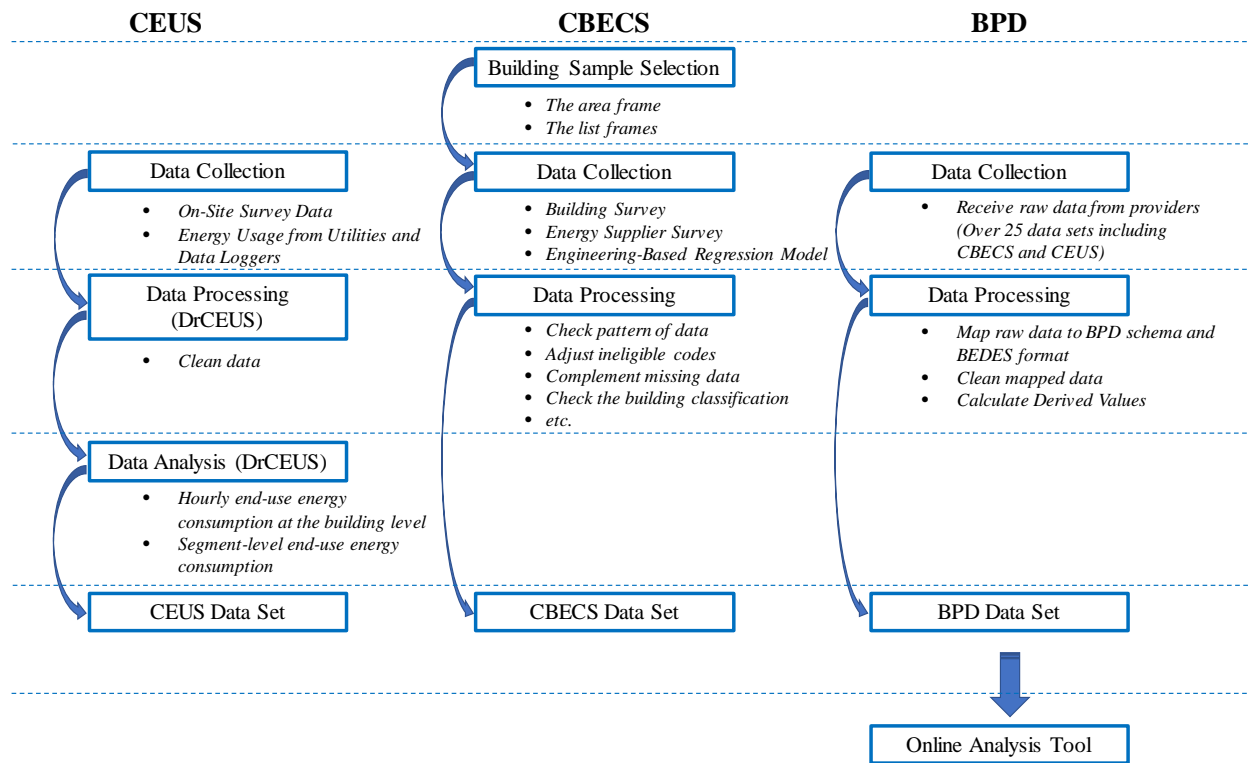 CEUS
CBECS
BPD
Building Sample Selection
• The area frame
• The list frames
Data Collection
• On-Site Survey Data
• Energy Usage from Utilities and
Data Loggers
Data Collection
• Building Survey
• Energy Supplier Survey
• Engineering-Based Regression Model
Data Collection
• Receive raw data from providers
(Over 25 data sets including
CBECS and CEUS)
Data Processing
(DrCEUS)
• Clean data
Data Processing
• Check pattern of data
• Adjust ineligible codes
• Complement missing data
• Check the building classification
• etc.
Data Processing
• Map raw data to BPD schema and
BEDES format
• Clean mapped data
• Calculate Derived Values
Data Analysis (DrCEUS)
• Hourly end-use energy
consumption at the building level
• Segment-level end-use energy
consumption
CEUS Data Set
CBECS Data Set
BPD Data Set
Online Analysis Tool